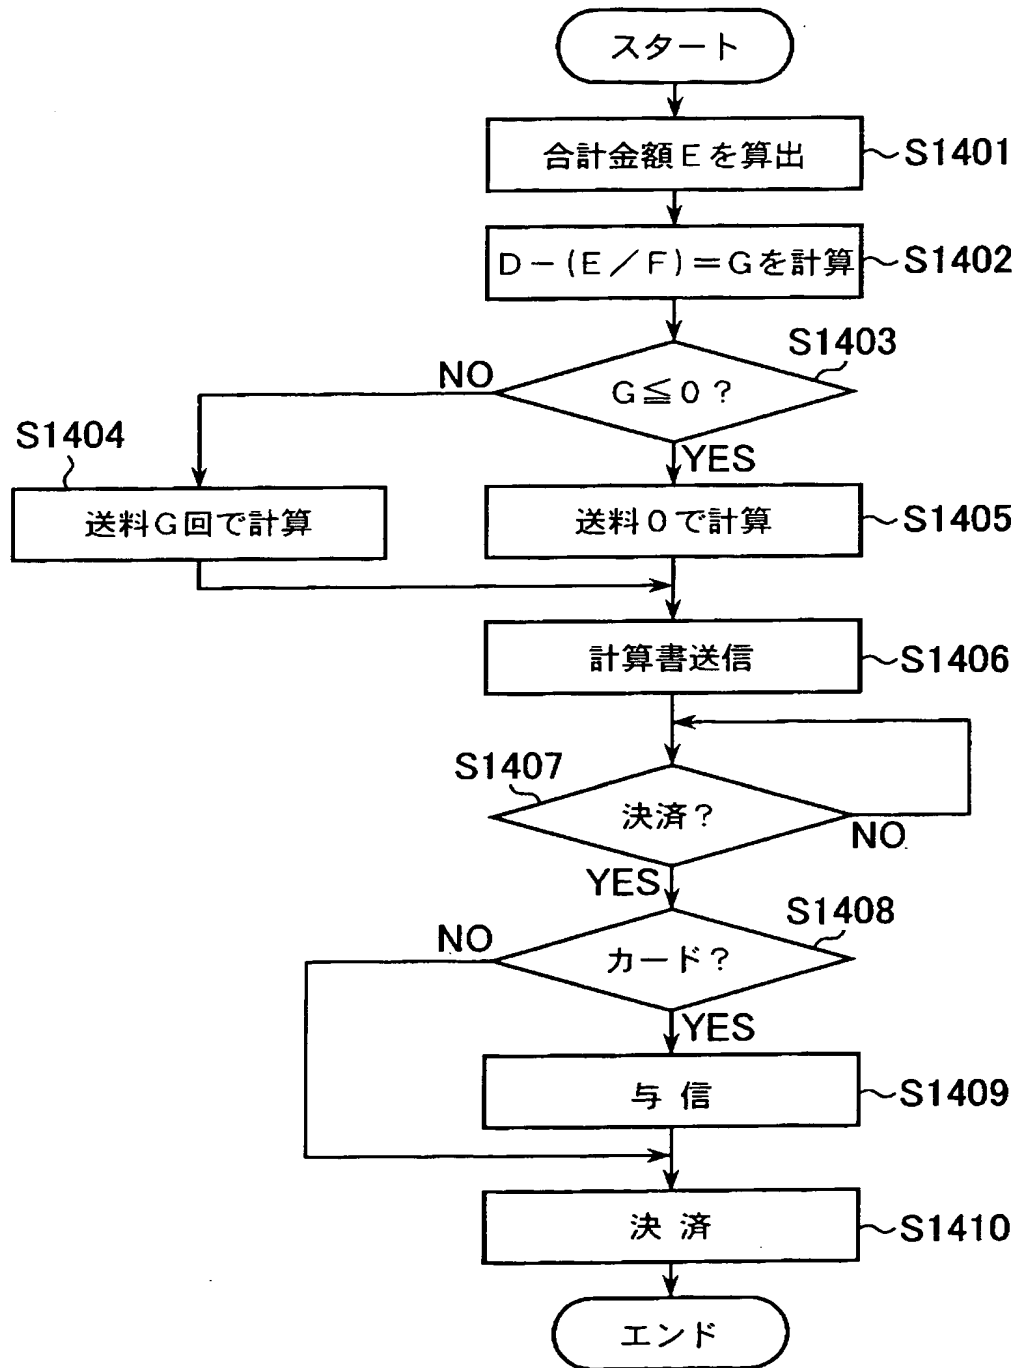 スタート
合計金額Eを算出
S1401
D-(E/F)=Gを計算
S1402
S1403
G≦0?
NO
YES
S1404
送料G回で計算
送料0で計算
S1405
計算書送信
S1406
S1407
決済?
NO
YES
S1408
カード?
NO
YES
与信
S1409
決済
S1410
エンド